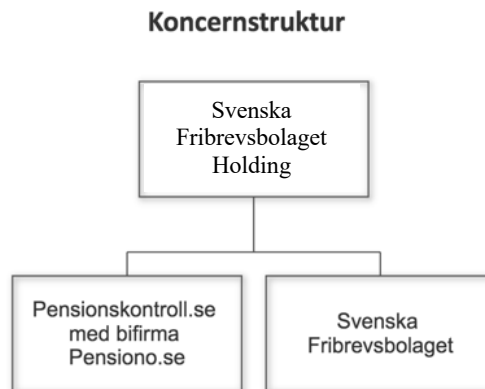 Koncernstruktur
Svenska
Fribrevsbolaget
Holding
Pensionskontroll.se
med bifirma
Pensiono.se
Svenska
Fribrevsbolaget